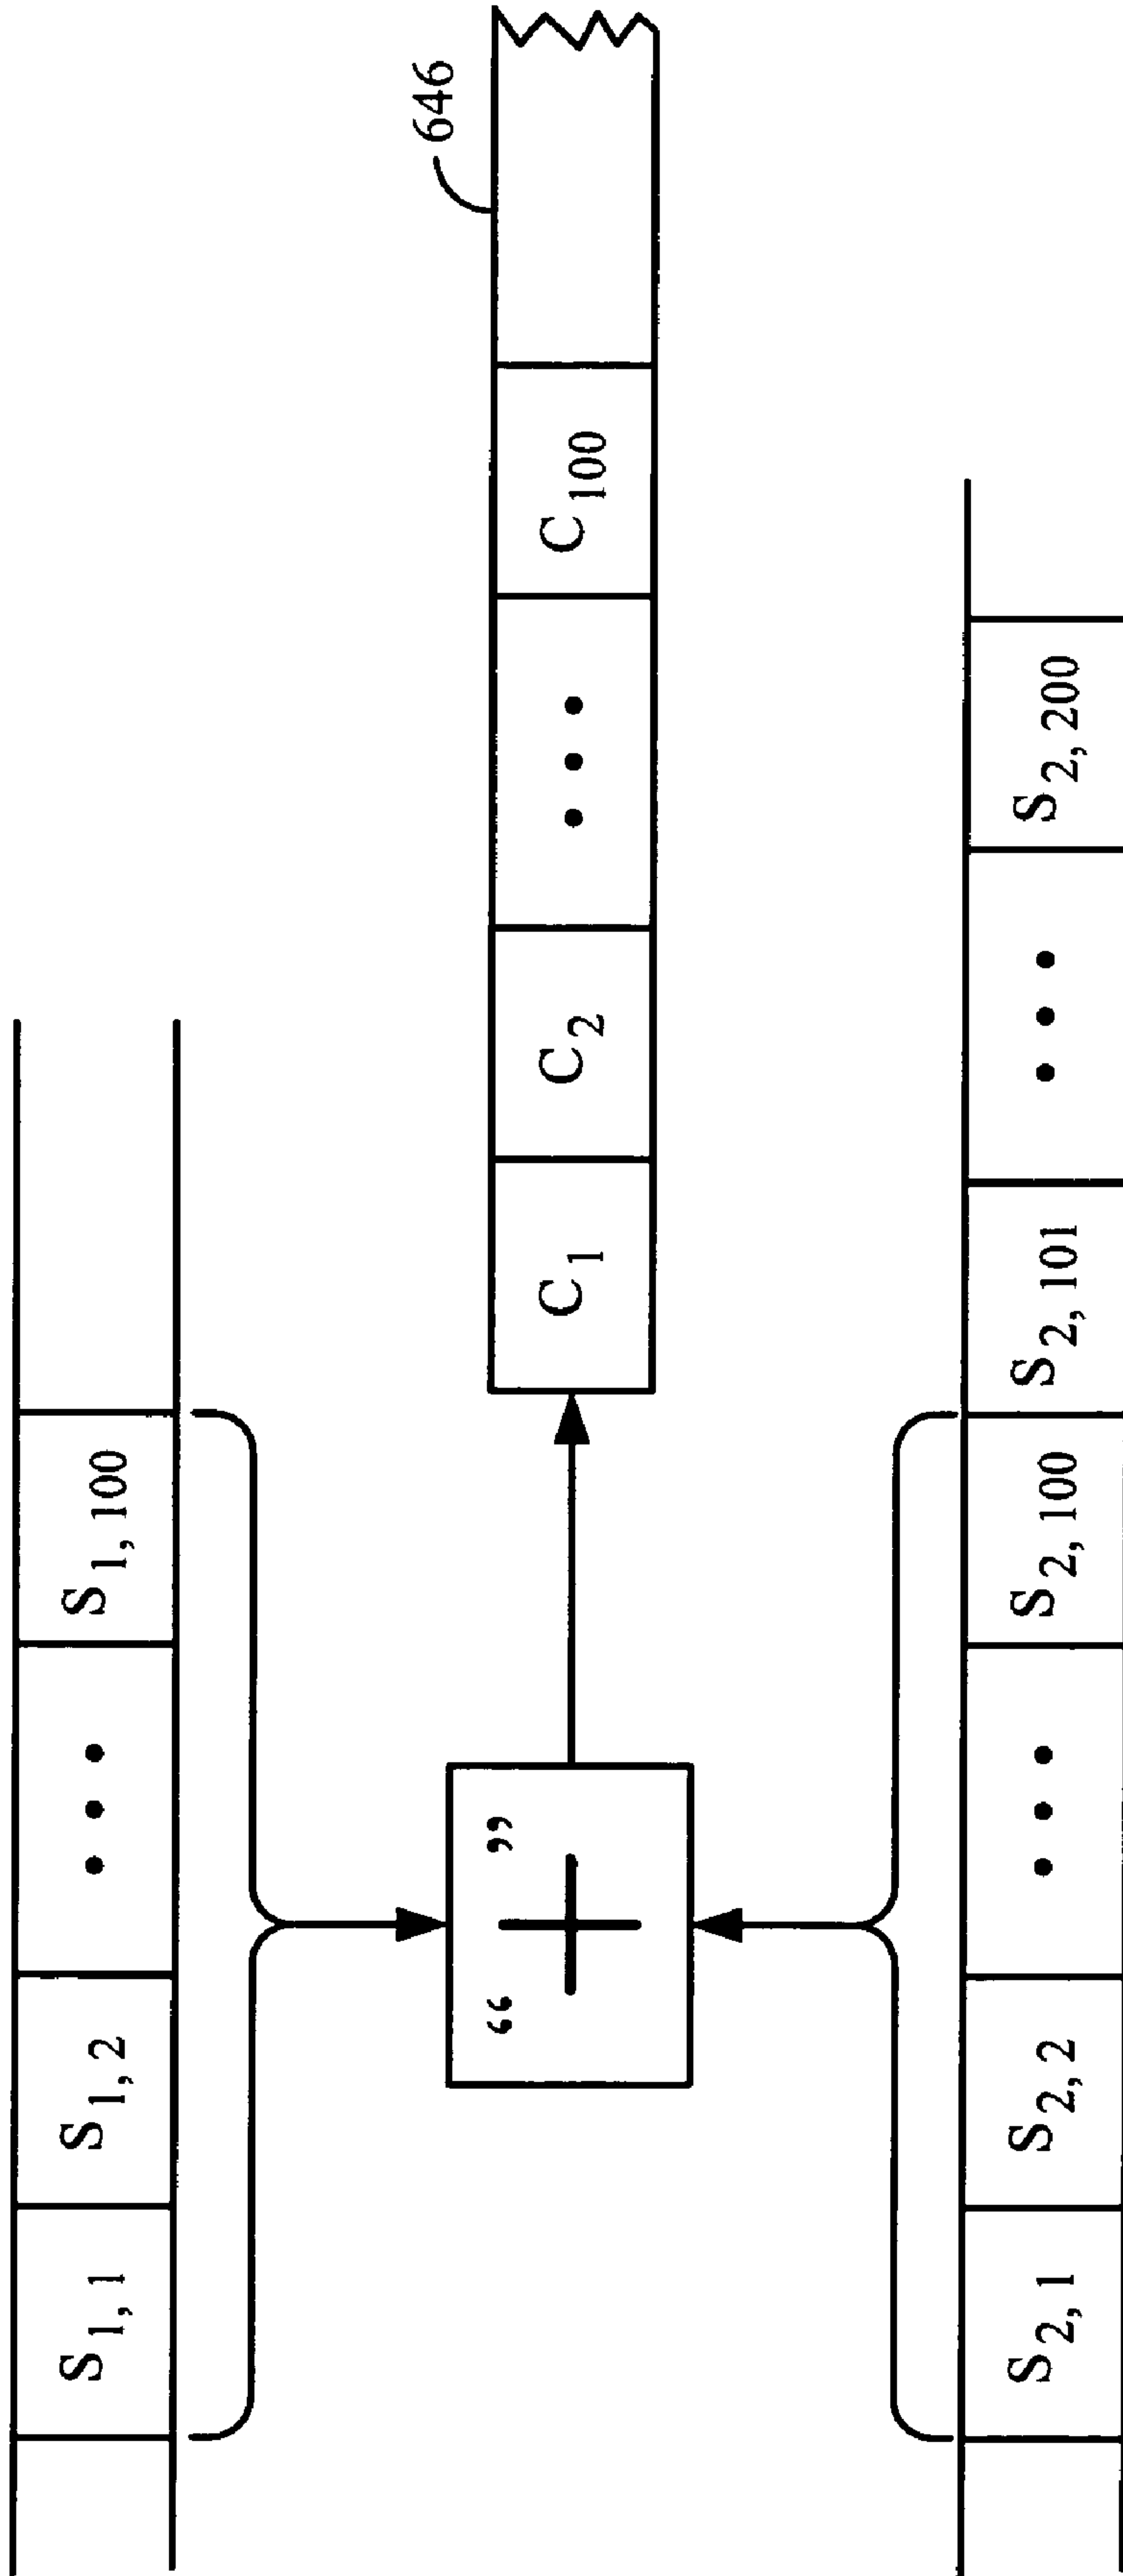 S1, 1 S1, 2 • • • S1, 100
646
“ + ”
C1 C2 • • • C100
S2, 1 S2, 2 • • • S2, 100 S2, 101 • • • S2, 200